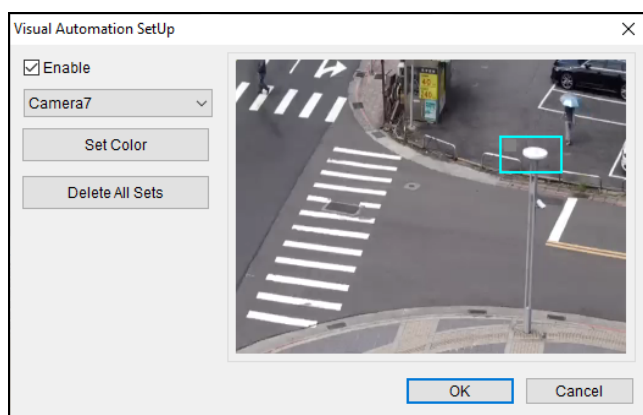 Visual Automation SetUp
Enable
Camera7
Set Color
Delete All Sets
OK
Cancel